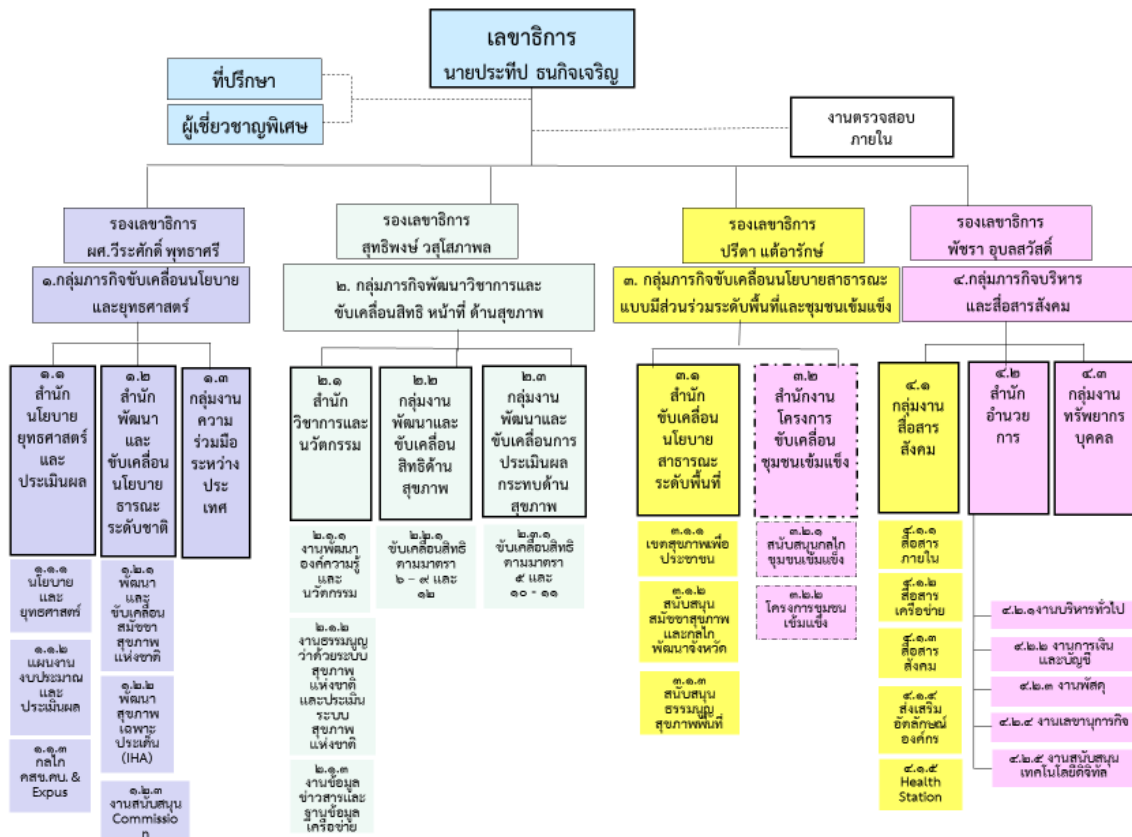 เลขาธิการ
นายประทีป ธนกิจเจริญ
ที่ปรึกษา
ผู้เชี่ยวชาญพิเศษ
งานตรวจสอบ
ภายใน
รองเลขาธิการ
ผศ.วีระศักดิ์ พุทธาศรี
๑.กลุ่มภารกิจขับเคลื่อนนโยบาย
และยุทธศาสตร์
รองเลขาธิการ
สุทธิพงษ์ วสุโสภาพล
๒. กลุ่มภารกิจพัฒนาวิชาการและ
ขับเคลื่อนสิทธิ หน้าที่ ด้านสุขภาพ
รองเลขาธิการ
ปรีดา แต้อารักษ์
๓. กลุ่มภารกิจขับเคลื่อนนโยบายสาธารณะ
แบบมีส่วนร่วมระดับพื้นที่และชุมชนเข้มแข็ง
รองเลขาธิการ
พัชรา อุบลสวัสดิ์
๔.กลุ่มภารกิจบริหาร
และสื่อสารสังคม
๑.๑
สำนัก
นโยบาย
ยุทธศาสตร์
และ
ประเมินผล
๑.๒
สำนัก
พัฒนา
และ
ขับเคลื่อน
นโยบาย
ธารณะ
ระดับชาติ
๑.๓
กลุ่มงาน
ความ
ร่วมมือ
ระหว่าง
ประ
เทศ
๒.๑
สำนัก
วิชาการและ
นวัตกรรม
๒.๒
กลุ่มงาน
พัฒนาและ
ขับเคลื่อน
สิทธิด้าน
สุขภาพ
๒.๓
กลุ่มงาน
พัฒนาและ
ขับเคลื่อนการ
ประเมินผล
กระทบด้าน
สุขภาพ
๓.๑
สำนัก
ขับเคลื่อน
นโยบาย
สาธารณะ
ระดับพื้นที่
๓.๒
สำนักงาน
โครงการ
ขับเคลื่อน
ชุมชนเข้มแข็ง
๔.๑
กลุ่มงาน
สื่อสาร
สังคม
๔.๒
สำนัก
อำนวย
การ
๔.๓
กลุ่มงาน
ทรัพยากร
บุคคล
๑.๑.๑
นโยบาย
และ
ยุทธศาสตร์
๑.๑.๒
แผนงาน
งบประมาณ
และ
ประเมินผล
๑.๑.๓
กลไก
คสช.คบ. &
Expus
๑.๒.๑
พัฒนา
และ
ขับเคลื่อน
สมัชชา
สุขภาพ
แห่งชาติ
๑.๒.๒
พัฒนา
สุขภาพ
เฉพาะ
ประเด็น
(IHA)
๑.๒.๓
งานสนับสนุน
Commissio
n
๒.๑.๑
งานพัฒนา
องค์ความรู้
และ
นวัตกรรม
๒.๑.๒
งานธรรมนูญ
ว่าด้วยระบบ
สุขภาพ
แห่งชาติ
และประเมิน
ระบบ
สุขภาพ
แห่งชาติ
๒.๑.๓
งานข้อมูล
ข่าวสารและ
ฐานข้อมูล
เครือข่าย
๒.๒.๑
ขับเคลื่อนสิทธิ
ตามมาตรา
๖ - ๙ และ
๑๒
๒.๓.๑
ขับเคลื่อนสิทธิ
ตามมาตรา
๕ และ
๑๐ - ๑๑
๓.๑.๑
เขตสุขภาพเพื่อ
ประชาชน
๓.๑.๒
สนับสนุน
สมัชชาสุขภาพ
และกลไก
พัฒนาจังหวัด
๓.๑.๓
สนับสนุน
ธรรมนูญ
สุขภาพพื้นที่
๓.๒.๑
สนับสนุนกลไก
ชุมชนเข้มแข็ง
๓.๒.๒
โครงการชุมชน
เข้มแข็ง
๔.๑.๑
สื่อสาร
ภายใน
๔.๑.๒
สื่อสาร
เครือข่าย
๔.๑.๓
สื่อสาร
สังคม
๔.๑.๔
ส่งเสริม
อัตลักษณ์
องค์กร
๔.๑.๕
Health
Station
๔.๒.๑งานบริหารทั่วไป
๔.๒.๒ งานการเงิน
และบัญชี
๔.๒.๓ งานพัสดุ
๔.๒.๔ งานเลขานุการกิจ
๔.๒.๕ งานสนับสนุน
เทคโนโลยีดิจิทัล